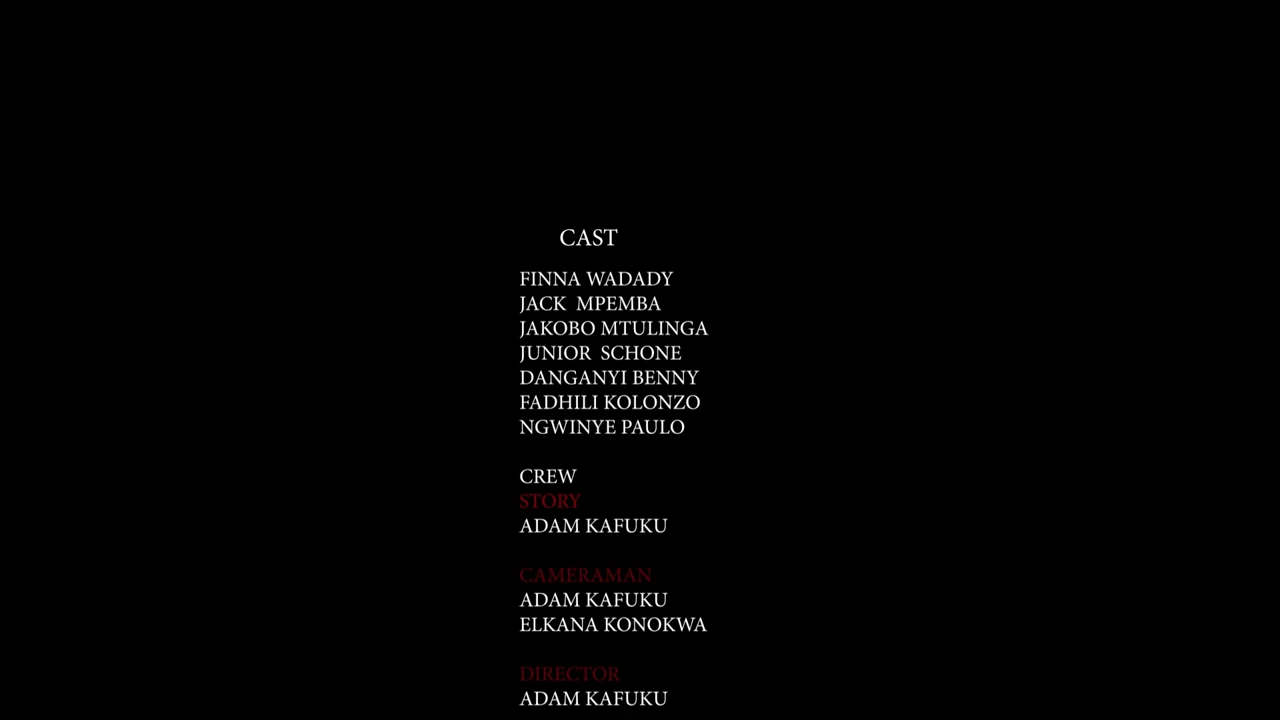 CAST
FINNA WADADY
JACK MPEMBA
JAKOBO MTULINGA
JUNIOR SCHONE
DANGANYI BENNY
FADHILI KOLONZO
NGWINYE PAULO
CREW
STORY
ADAM KAFUKU
CAMERAMAN
ADAM KAFUKU
ELKANA KONOKWA
DIRECTOR
ADAM KAFUKU